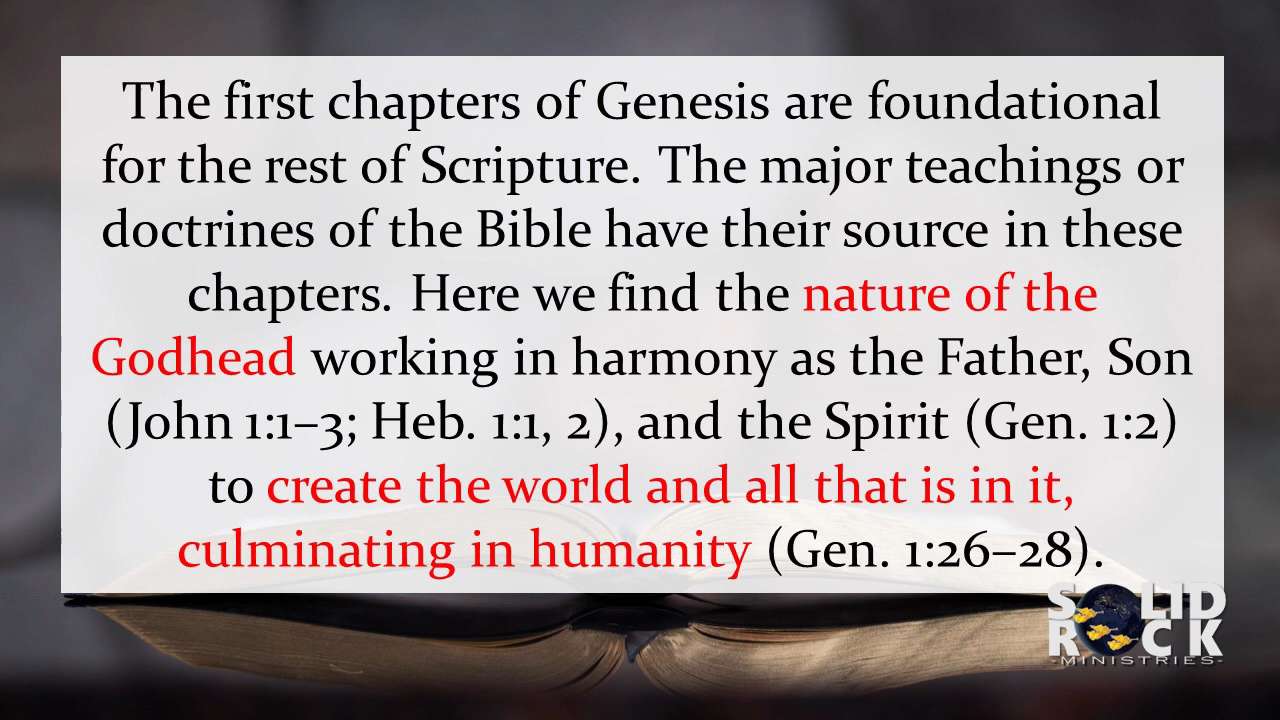 The first chapters of Genesis are foundational
for the rest of Scripture. The major teachings or
doctrines of the Bible have their source in these
chapters. Here we find the nature of the
Godhead working in harmony as the Father, Son
(John 1:1–3; Heb. 1:1, 2), and the Spirit (Gen. 1:2)
to create the world and all that is in it,
culminating in humanity (Gen. 1:26–28).
SOLID
ROCK
-MINISTRIES-